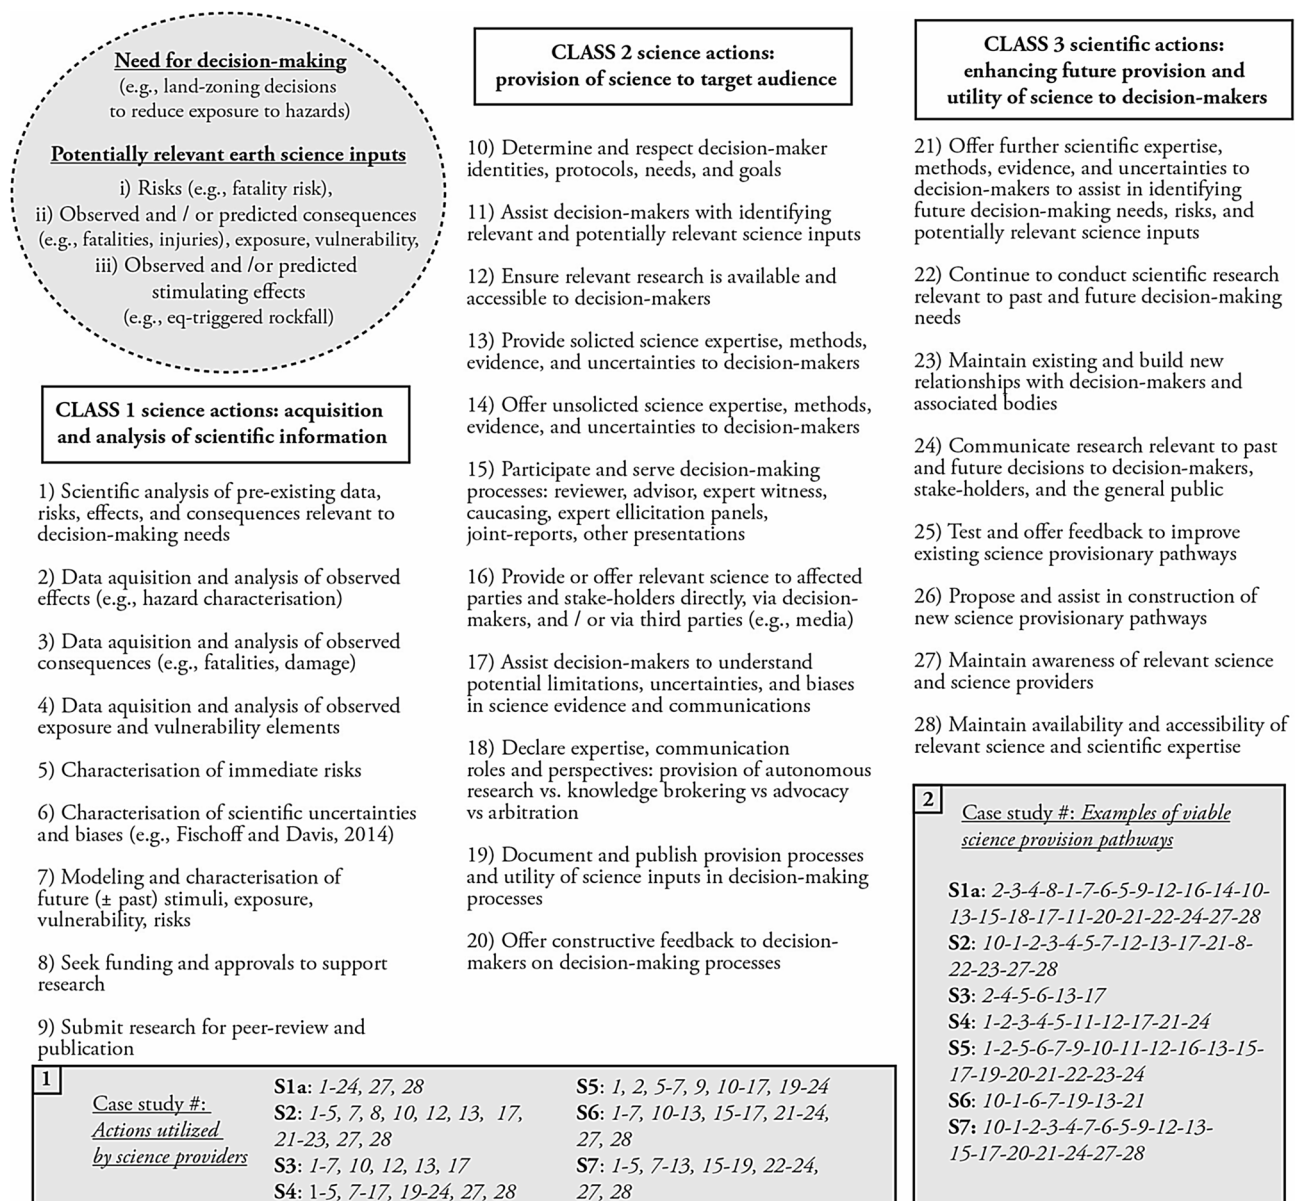 Need for decision-making
(e.g., land-zoning decisions
to reduce exposure to hazards)
Potentially relevant earth science inputs
i) Risks (e.g., fatality risk),
ii) Observed and / or predicted consequences
(e.g., fatalities, injuries), exposure, vulnerability,
iii) Observed and /or predicted
stimulating effects
(e.g., eq-triggered rockfall)
CLASS 1 science actions: acquisition
and analysis of scientific information
1) Scientific analysis of pre-existing data,
risks, effects, and consequences relevant to
decision-making needs
2) Data aquisition and analysis of observed
effects (e.g., hazard characterisation)
3) Data aquisition and analysis of observed
consequences (e.g., fatalities, damage)
4) Data aquisition and analysis of observed
exposure and vulnerability elements
5) Characterisation of immediate risks
6) Characterisation of scientific uncertainties
and biases (e.g., Fischoff and Davis, 2014)
7) Modeling and characterisation of
future (± past) stimuli, exposure,
vulnerability, risks
8) Seek funding and approvals to support
research
9) Submit research for peer-review and
publication
CLASS 2 science actions:
provision of science to target audience
10) Determine and respect decision-maker
identities, protocols, needs, and goals
11) Assist decision-makers with identifying
relevant and potentially relevant science inputs
12) Ensure relevant research is available and
accessible to decision-makers
13) Provide solicted science expertise, methods,
evidence, and uncertainties to decision-makers
14) Offer unsolicted science expertise, methods,
evidence, and uncertainties to decision-makers
15) Participate and serve decision-making
processes: reviewer, advisor, expert witness,
caucasing, expert ellicitation panels,
joint-reports, other presentations
16) Provide or offer relevant science to affected
parties and stake-holders directly, via decision-
makers, and / or via third parties (e.g., media)
17) Assist decision-makers to understand
potential limitations, uncertainties, and biases
in science evidence and communications
18) Declare expertise, communication
roles and perspectives: provision of autonomous
research vs. knowledge brokering vs advocacy
vs arbitration
19) Document and publish provision processes
and utility of science inputs in decision-making
processes
20) Offer constructive feedback to decision-
makers on decision-making processes
CLASS 3 scientific actions:
enhancing future provision and
utility of science to decision-makers
21) Offer further scientific expertise,
methods, evidence, and uncertainties to
decision-makers to assist in identifying
future decision-making needs, risks, and
potentially relevant science inputs
22) Continue to conduct scientific research
relevant to past and future decision-making
needs
23) Maintain existing and build new
relationships with decision-makers and
associated bodies
24) Communicate research relevant to past
and future decisions to decision-makers,
stake-holders, and the general public
25) Test and offer feedback to improve
existing science provisionary pathways
26) Propose and assist in construction of
new science provisionary pathways
27) Maintain awareness of relevant science
and science providers
28) Maintain availability and accessibility of
relevant science and scientific expertise
1
Case study #:
Actions utilized
by science providers
S1a: 1-24, 27, 28
S2: 1-5, 7, 8, 10, 12, 13, 17,
21-23, 27, 28
S3: 1-7, 10, 12, 13, 17
S4: 1-5, 7-17, 19-24, 27, 28
S5: 1, 2, 5-7, 9, 10-17, 19-24
S6: 1-7, 10-13, 15-17, 21-24,
27, 28
S7: 1-5, 7-13, 15-19, 22-24,
27, 28
2
Case study #: Examples of viable
science provision pathways
S1a: 2-3-4-8-1-7-6-5-9-12-16-14-10-
13-15-18-17-11-20-21-22-24-27-28
S2: 10-1-2-3-4-5-7-12-13-17-21-8-
22-23-27-28
S3: 2-4-5-6-13-17
S4: 1-2-3-4-5-11-12-17-21-24
S5: 1-2-5-6-7-9-10-11-12-16-13-15-
17-19-20-21-22-23-24
S6: 10-1-6-7-19-13-21
S7: 10-1-2-3-4-7-6-5-9-12-13-
15-17-20-21-24-27-28